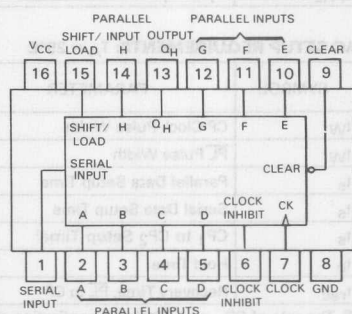 PARALLEL
SHIFT/ INPUT OUTPUT PARALLEL INPUTS
VCC LOAD H QH G F E CLEAR
16 15 14 13 12 11 10 9
SHIFT/ H QH G F E
LOAD
SERIAL
INPUT
CLEAR
CLOCK
A B C D INHIBIT CK
1 2 3 4 5 6 7 8
SERIAL A B C D CLOCK CLOCK GND
INPUT PARALLEL INPUTS INHIBIT